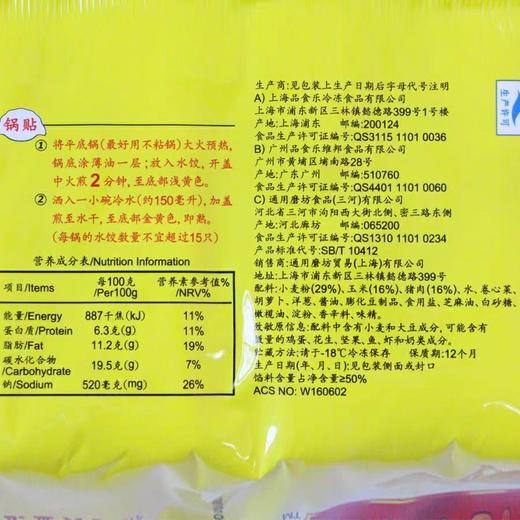 锅贴
① 将平底锅(最好用不粘锅)大火预热,
锅底涂薄油一层;放入水饺,开盖
中火煎2分钟,至底部浅黄色。
② 洒入一小碗冷水(约150毫升),加盖
煎至水干,至底部金黄色,即熟。
(每锅的水饺数量不宜超过15只)
营养成分表/Nutrition Information
项目/Items 每100克/Per100g 营养素参考值%/NRV%
能量/Energy 887千焦(kJ) 11%
蛋白质/Protein 6.3克(g) 11%
脂肪/Fat 11.2克(g) 19%
碳水化合物/Carbohydrate 19.5克(g) 7%
钠/Sodium 520毫克(mg) 26%
生产商:见包装上生产日期后字母代号注明
A) 上海品食乐冷冻食品有限公司
上海市浦东新区三林镇懿德路399号1号楼
产地:上海浦东 邮编:200124
食品生产许可证编号:QS3115 1101 0036
B) 广州品食乐维邦食品有限公司
广州市黄埔区埔南路28号
产地:广东广州 邮编:510760
食品生产许可证编号:QS4401 1101 0060
C) 通用磨坊食品(三河)有限公司
河北省三河市泃阳西大街北侧、密三路东侧
产地:河北廊坊 邮编:065200
食品生产许可证编号:QS1310 1101 0234
产品标准代号:SB/T 10412
销售商:通用磨坊贸易(上海)有限公司
地址:上海市浦东新区三林镇懿德路399号
配料:小麦粉(29%)、玉米(16%)、猪肉(16%)、水、卷心菜、
胡萝卜、洋葱、酱油、膨化豆制品、食用盐、芝麻油、白砂糖、
橄榄油、淀粉、香辛料、味精。
致敏原信息:配料中含有小麦和大豆成分,可能含有
微量的鸡蛋、花生、坚果、鱼、虾和奶类成分。
贮藏方法:请于-18℃冷冻保存 保质期:12个月
生产日期(年、月、日):见包装侧面或封口
馅料含量占净含量≥50%
ACS NO: W160602
生产许可